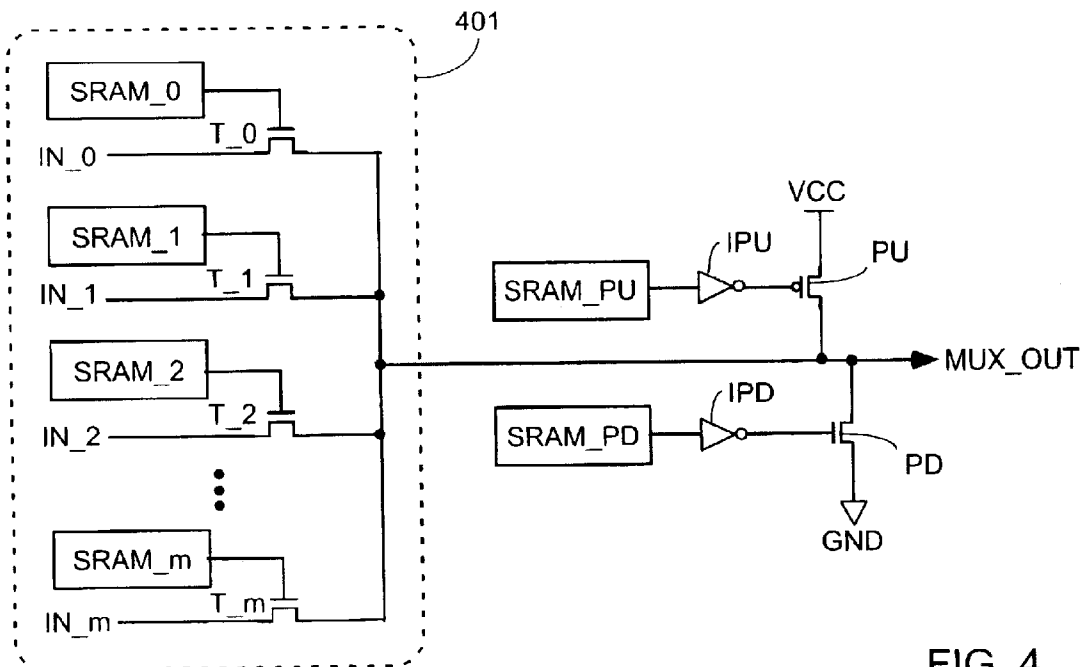 401
SRAM_0
T_0
IN_0
SRAM_1
T_1
IN_1
SRAM_2
T_2
IN_2
SRAM_m
T_m
IN_m
VCC
IPU
PU
SRAM_PU
MUX_OUT
IPD
SRAM_PD
PD
GND
FIG. 4